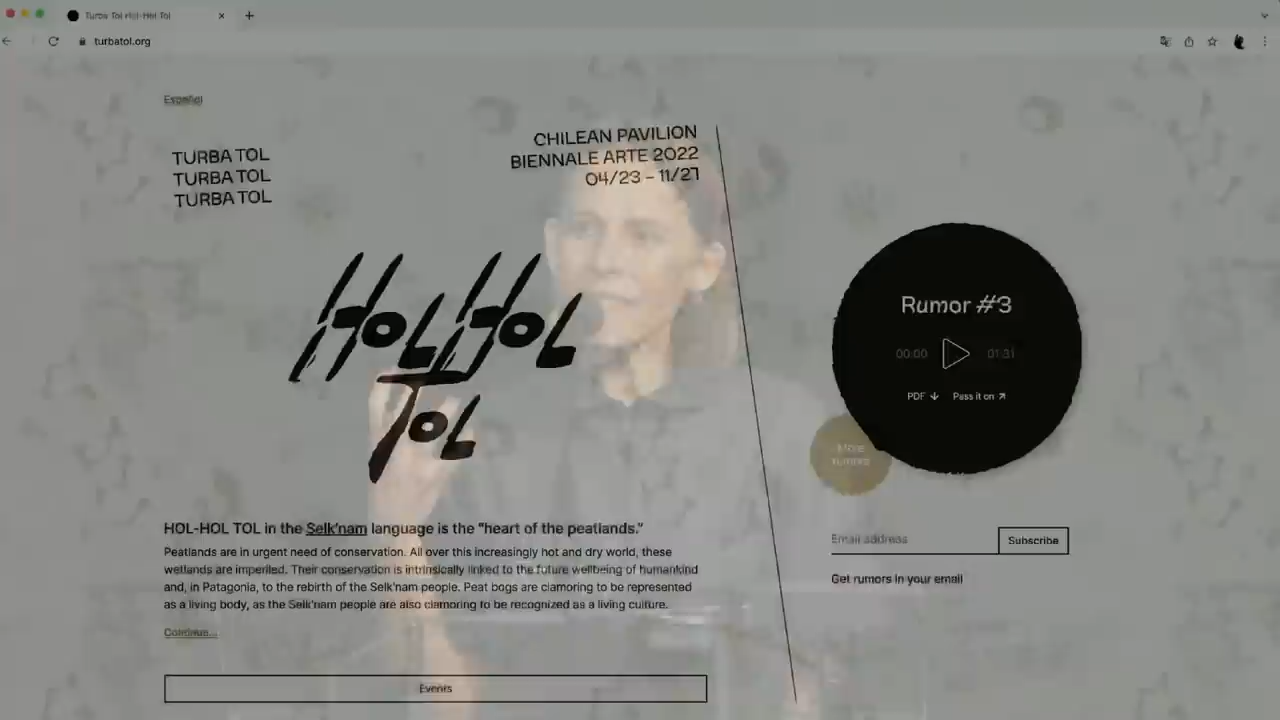 Turba Tol Hol-Hol Tol
turbatol.org
Español
TURBA TOL
TURBA TOL
TURBA TOL
CHILEAN PAVILION
BIENNALE ARTE 2022
04/23 – 11/27
HOLHOL
TOL
HOL-HOL TOL in the Selk'nam language is the "heart of the peatlands."
Peatlands are in urgent need of conservation. All over this increasingly hot and dry world, these
wetlands are imperiled. Their conservation is intrinsically linked to the future wellbeing of humankind
and, in Patagonia, to the rebirth of the Selk'nam people. Peat bogs are clamoring to be represented
as a living body, as the Selk'nam people are also clamoring to be recognized as a living culture.
Continue...
Events
Rumor #3
00:00
01:31
PDF ↓ Pass it on ↗
More
rumors
Email address
Subscribe
Get rumors in your email